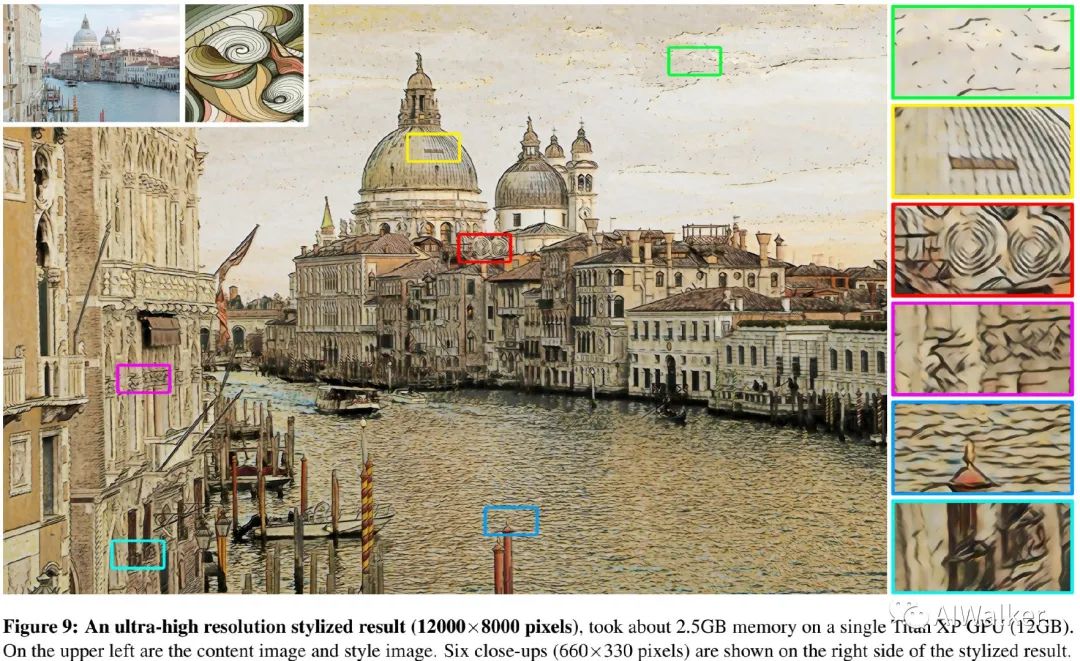 AIWalker
Figure 9: An ultra-high resolution stylized result (12000×8000 pixels), took about 2.5GB memory on a single Titan XP GPU (12GB).
On the upper left are the content image and style image. Six close-ups (660×330 pixels) are shown on the right side of the stylized result.